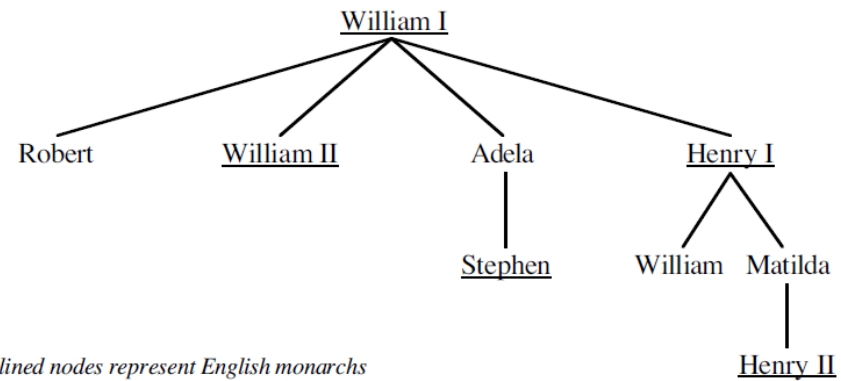 William I
Robert William II Adela Henry I
Stephen William Matilda
lined nodes represent English monarchs Henry II